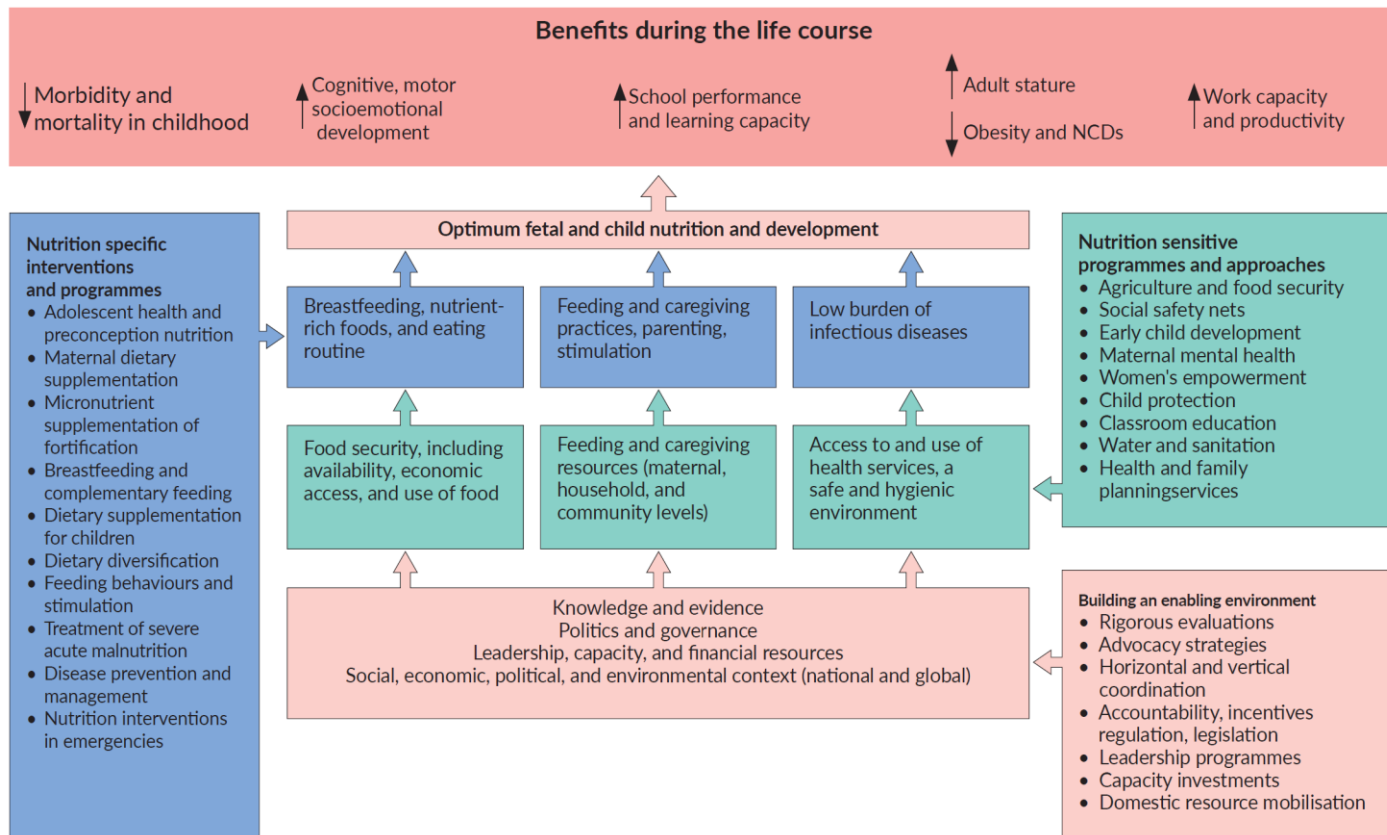 Benefits during the life course
Morbidity and
mortality in childhood
Cognitive, motor
socioemotional
development
School performance
and learning capacity
Adult stature
Obesity and NCDs
Work capacity
and productivity
Optimum fetal and child nutrition and development
Nutrition specific
interventions
and programmes
• Adolescent health and
preconception nutrition
• Maternal dietary
supplementation
• Micronutrient
supplementation of
fortification
• Breastfeeding and
complementary feeding
• Dietary supplementation
for children
• Dietary diversification
• Feeding behaviours and
stimulation
• Treatment of severe
acute malnutrition
• Disease prevention and
management
• Nutrition interventions
in emergencies
Breastfeeding, nutrient-
rich foods, and eating
routine
Feeding and caregiving
practices, parenting,
stimulation
Low burden of
infectious diseases
Food security, including
availability, economic
access, and use of food
Feeding and caregiving
resources (maternal,
household, and
community levels)
Access to and use of
health services, a
safe and hygienic
environment
Knowledge and evidence
Politics and governance
Leadership, capacity, and financial resources
Social, economic, political, and environmental context (national and global)
Nutrition sensitive
programmes and approaches
• Agriculture and food security
• Social safety nets
• Early child development
• Maternal mental health
• Women's empowerment
• Child protection
• Classroom education
• Water and sanitation
• Health and family
planningservices
Building an enabling environment
• Rigorous evaluations
• Advocacy strategies
• Horizontal and vertical
coordination
• Accountability, incentives
regulation, legislation
• Leadership programmes
• Capacity investments
• Domestic resource mobilisation